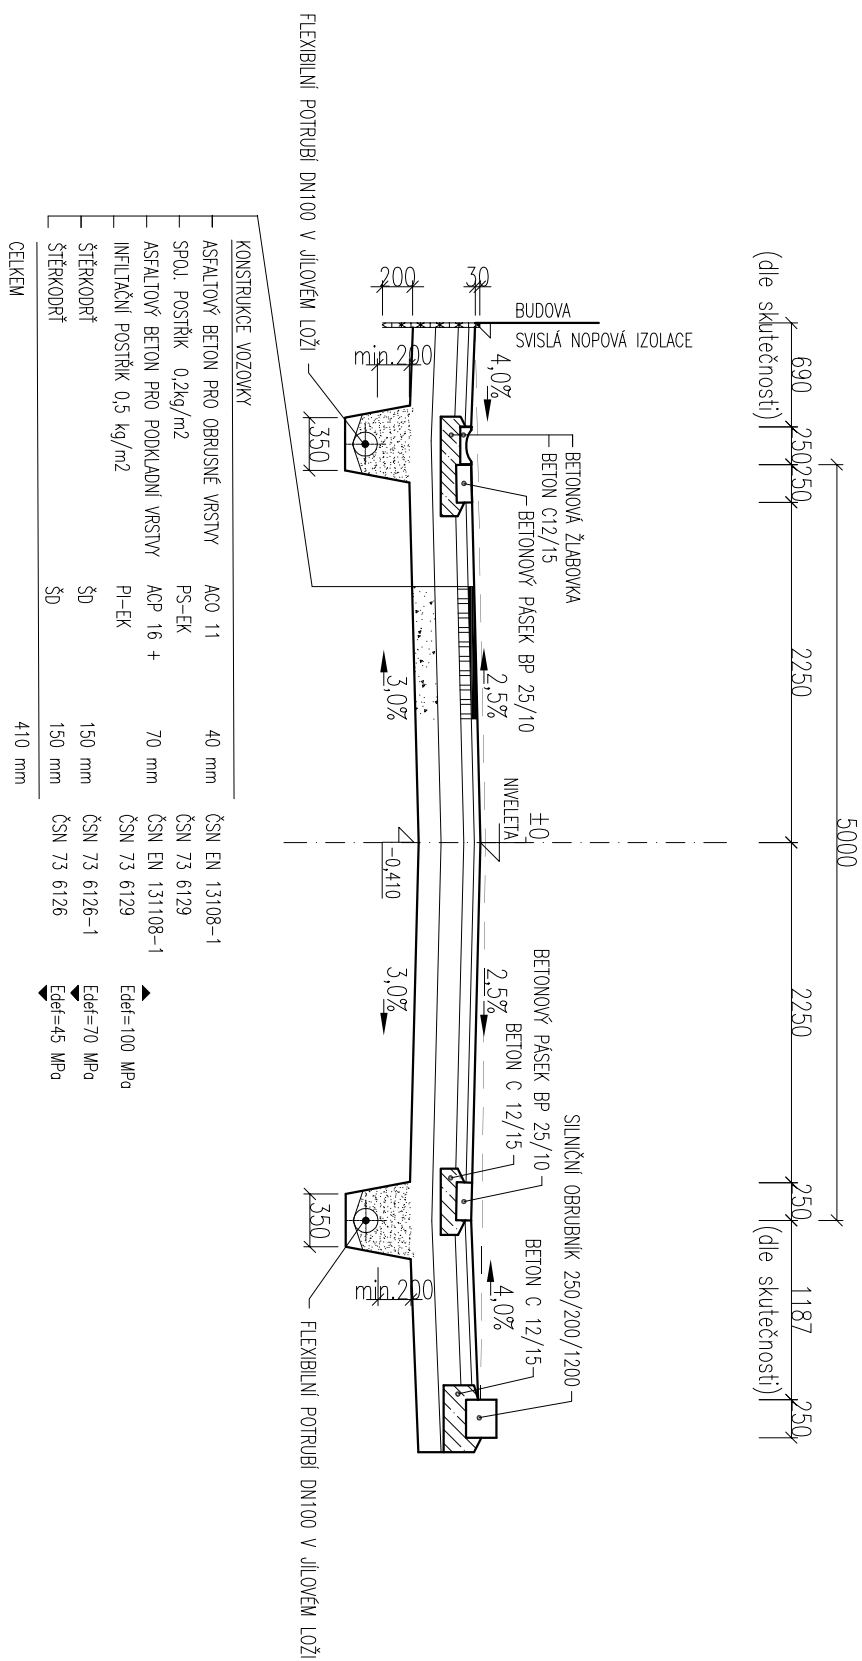 5000
(dle skutečnosti)
690
250
250
2250
2250
250
1187
(dle skutečnosti)
250
BUDOVA
SVISLÁ NOPOVÁ IZOLACE
30
200
4,0%
BETONOVÁ ŽLABOVKA
BETON C12/15
BETONOVÝ PÁSEK BP 25/10
2,5%
3,0%
±0
NIVELETA
-0,410
2,5%
3,0%
BETONOVÝ PÁSEK BP 25/10
BETON C 12/15
SILNIČNÍ OBRUBNÍK 250/200/1200
BETON C 12/15
4,0%
min.200
350
min.200
350
FLEXIBILNÍ POTRUBÍ DN100 V JÍLOVÉM LOŽI
FLEXIBILNÍ POTRUBÍ DN100 V JÍLOVÉM LOŽI
KONSTRUKCE VOZOVKY
ASFALTOVÝ BETON PRO OBRUSNÉ VRSTVY ACO 11 40 mm ČSN EN 13108-1
SPOJ. POSTŘIK 0,2kg/m2 PS-EK ČSN 73 6129
ASFALTOVÝ BETON PRO PODKLADNÍ VRSTVY ACP 16 + 70 mm ČSN EN 131108-1
INFILTAČNÍ POSTŘIK 0,5 kg/m2 PI-EK ČSN 73 6129 Edef=100 MPa
ŠTĚRKODRŤ ŠD 150 mm ČSN 73 6126-1 Edef=70 MPa
ŠTĚRKODRŤ ŠD 150 mm ČSN 73 6126 Edef=45 MPa
CELKEM 410 mm